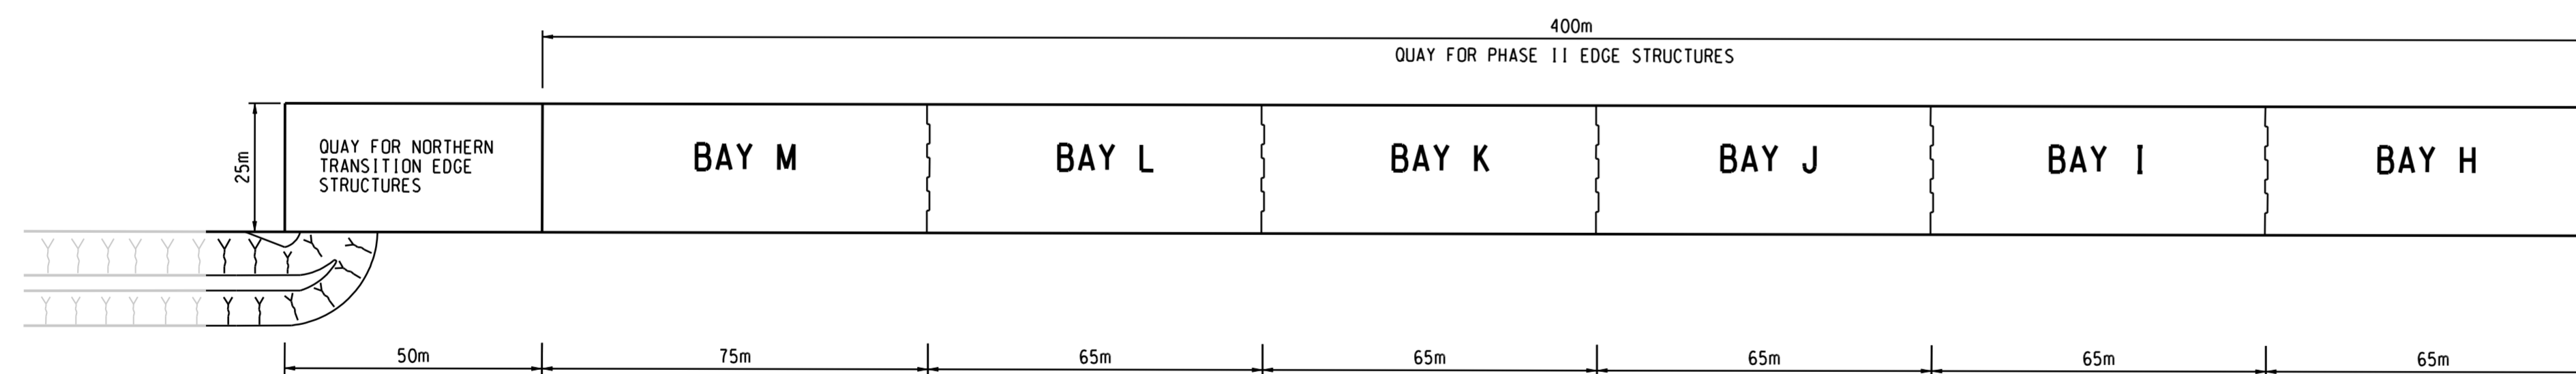 400m
QUAY FOR PHASE II EDGE STRUCTURES
25m
QUAY FOR NORTHERN
TRANSITION EDGE
STRUCTURES
BAY M
BAY L
BAY K
BAY J
BAY I
BAY H
50m
75m
65m
65m
65m
65m
65m